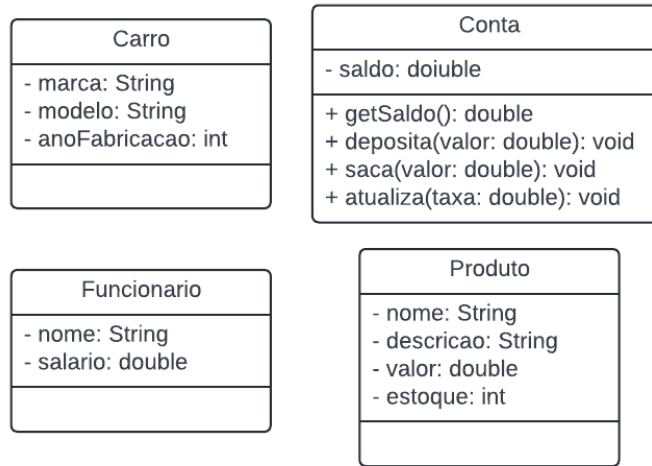 Carro
- marca: String
- modelo: String
- anoFabricacao: int
Conta
- saldo: doiuble
+ getSaldo(): double
+ deposita(valor: double): void
+ saca(valor: double): void
+ atualiza(taxa: double): void
Funcionario
- nome: String
- salario: double
Produto
- nome: String
- descricao: String
- valor: double
- estoque: int